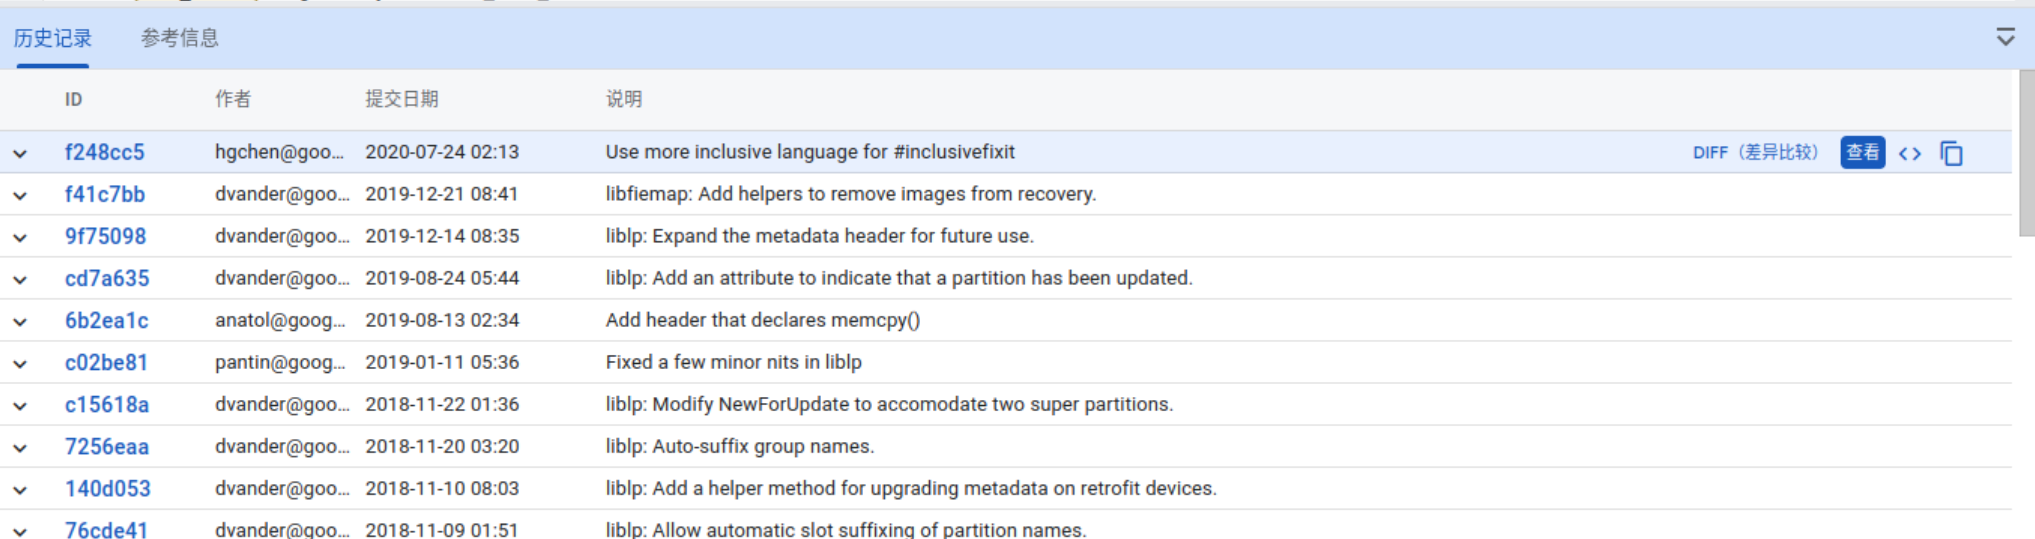 历史记录 参考信息
ID 作者 提交日期 说明
f248cc5 hgchen@goo... 2020-07-24 02:13 Use more inclusive language for #inclusivefixit DIFF（差异比较） 查看 <>
f41c7bb dvander@goo... 2019-12-21 08:41 libfiemap: Add helpers to remove images from recovery.
9f75098 dvander@goo... 2019-12-14 08:35 liblp: Expand the metadata header for future use.
cd7a635 dvander@goo... 2019-08-24 05:44 liblp: Add an attribute to indicate that a partition has been updated.
6b2ea1c anatol@goog... 2019-08-13 02:34 Add header that declares memcpy()
c02be81 pantin@goog... 2019-01-11 05:36 Fixed a few minor nits in liblp
c15618a dvander@goo... 2018-11-22 01:36 liblp: Modify NewForUpdate to accomodate two super partitions.
7256eaa dvander@goo... 2018-11-20 03:20 liblp: Auto-suffix group names.
140d053 dvander@goo... 2018-11-10 08:03 liblp: Add a helper method for upgrading metadata on retrofit devices.
76cde41 dvander@goo... 2018-11-09 01:51 liblp: Allow automatic slot suffixing of partition names.